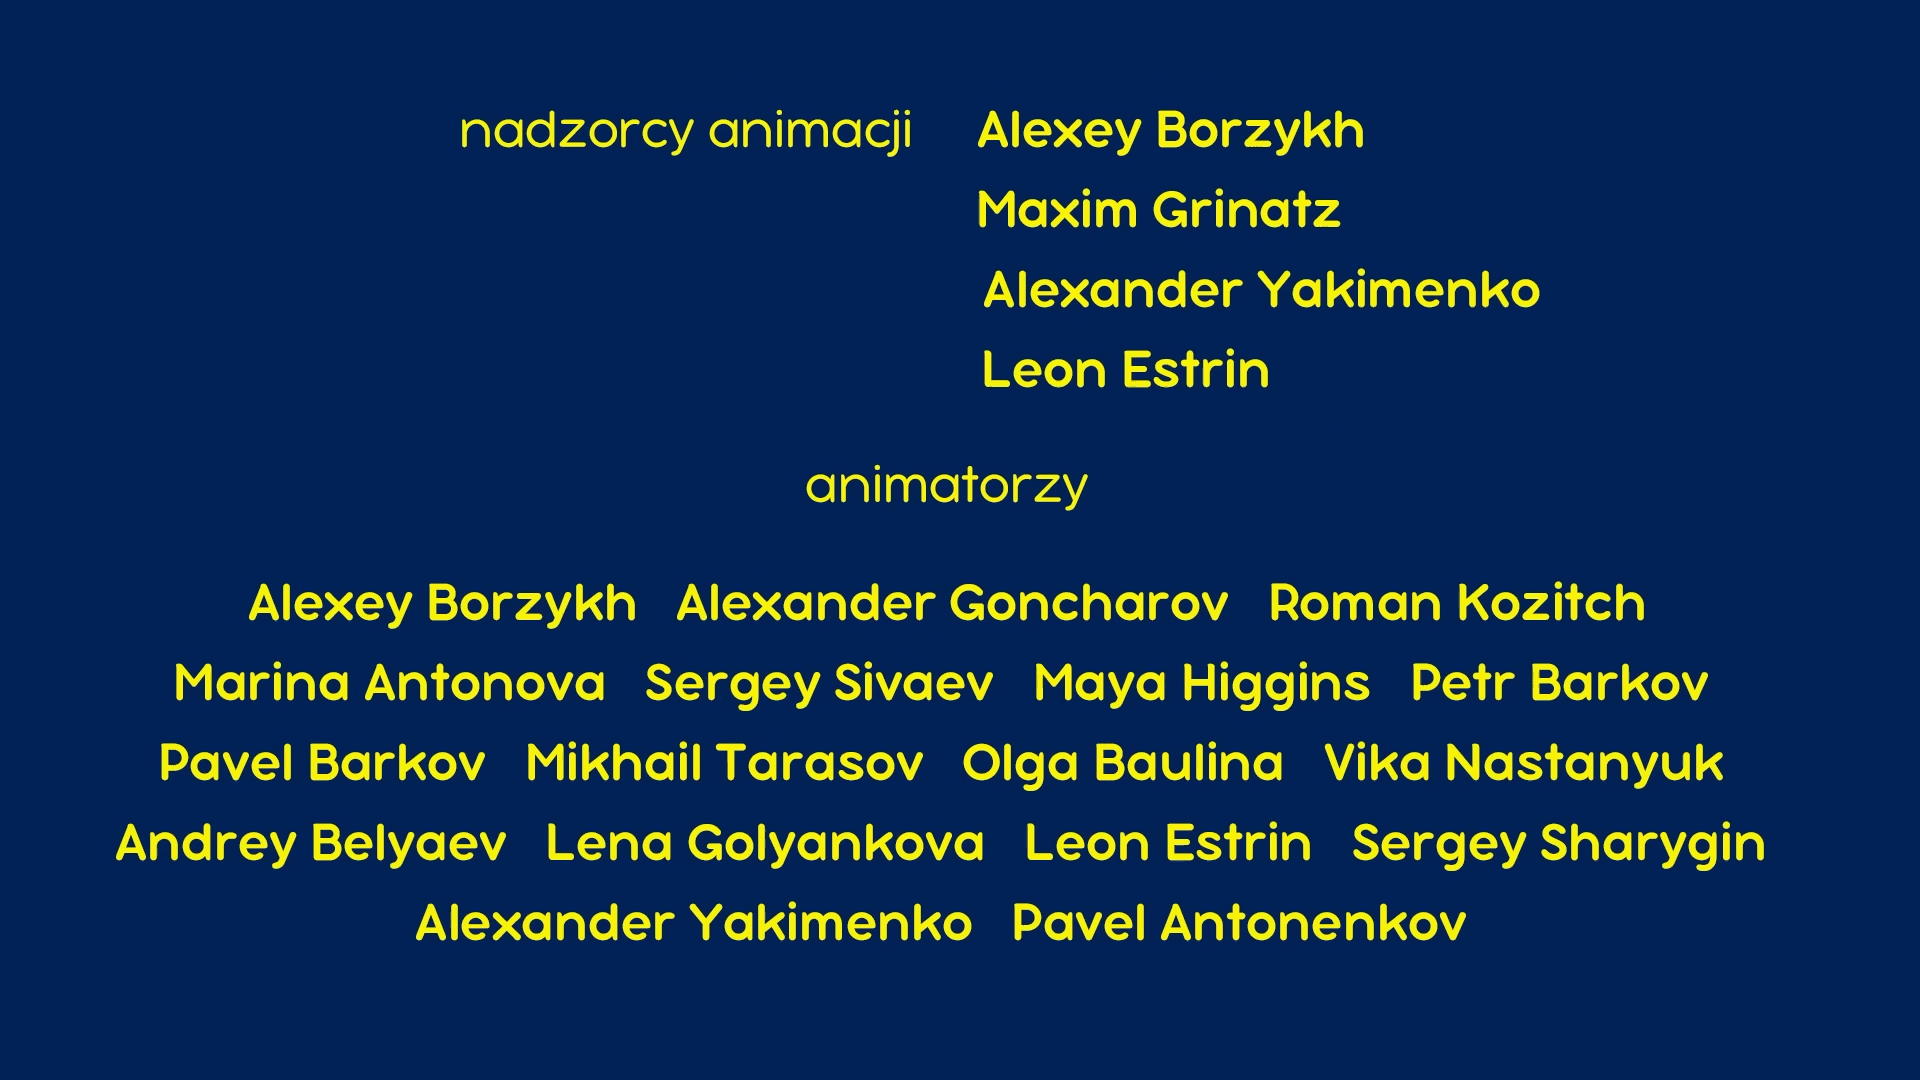 nadzorcy animacji Alexey Borzykh
Maxim Grinatz
Alexander Yakimenko
Leon Estrin
animatorzy
Alexey Borzykh Alexander Goncharov Roman Kozitch
Marina Antonova Sergey Sivaev Maya Higgins Petr Barkov
Pavel Barkov Mikhail Tarasov Olga Baulina Vika Nastanyuk
Andrey Belyaev Lena Golyankova Leon Estrin Sergey Sharygin
Alexander Yakimenko Pavel Antonenkov